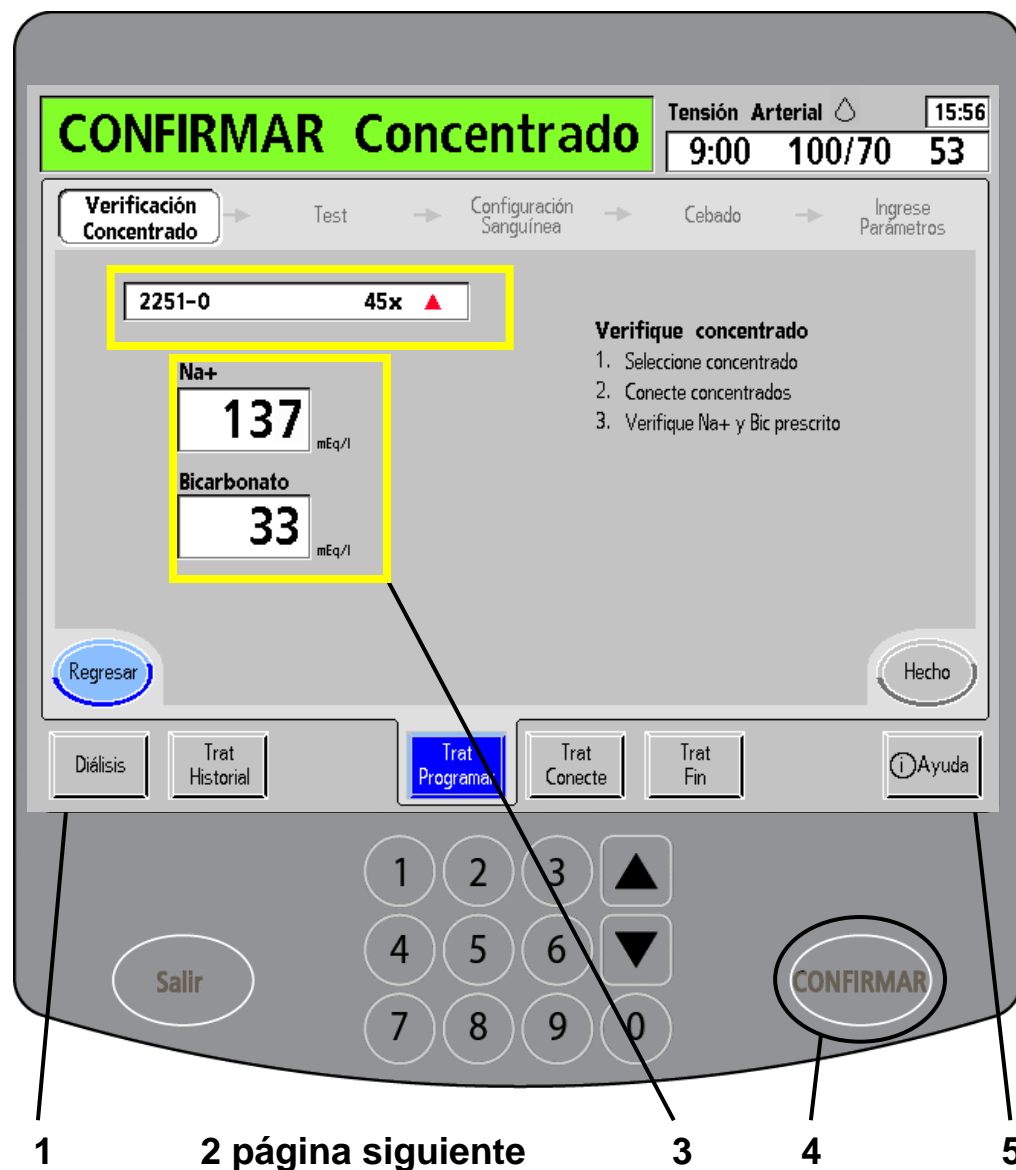 CONFIRMAR Concentrado
Tensión Arterial
15:56
9:00 100/70 53
Verificación
Concentrado
Test
Configuración
Sanguínea
Cebado
Ingrese
Parámetros
2251-0 45x
Na+
137 mEq/l
Bicarbonato
33 mEq/l
Verifique concentrado
1. Seleccione concentrado
2. Conecte concentrados
3. Verifique Na+ y Bic prescrito
Regresar
Hecho
Diálisis
Trat
Historial
Trat
Programar
Trat
Conecte
Trat
Fin
i Ayuda
1 2 3
4 5 6
7 8 9 0
Salir
CONFIRMAR
1 2 página siguiente 3 4 5